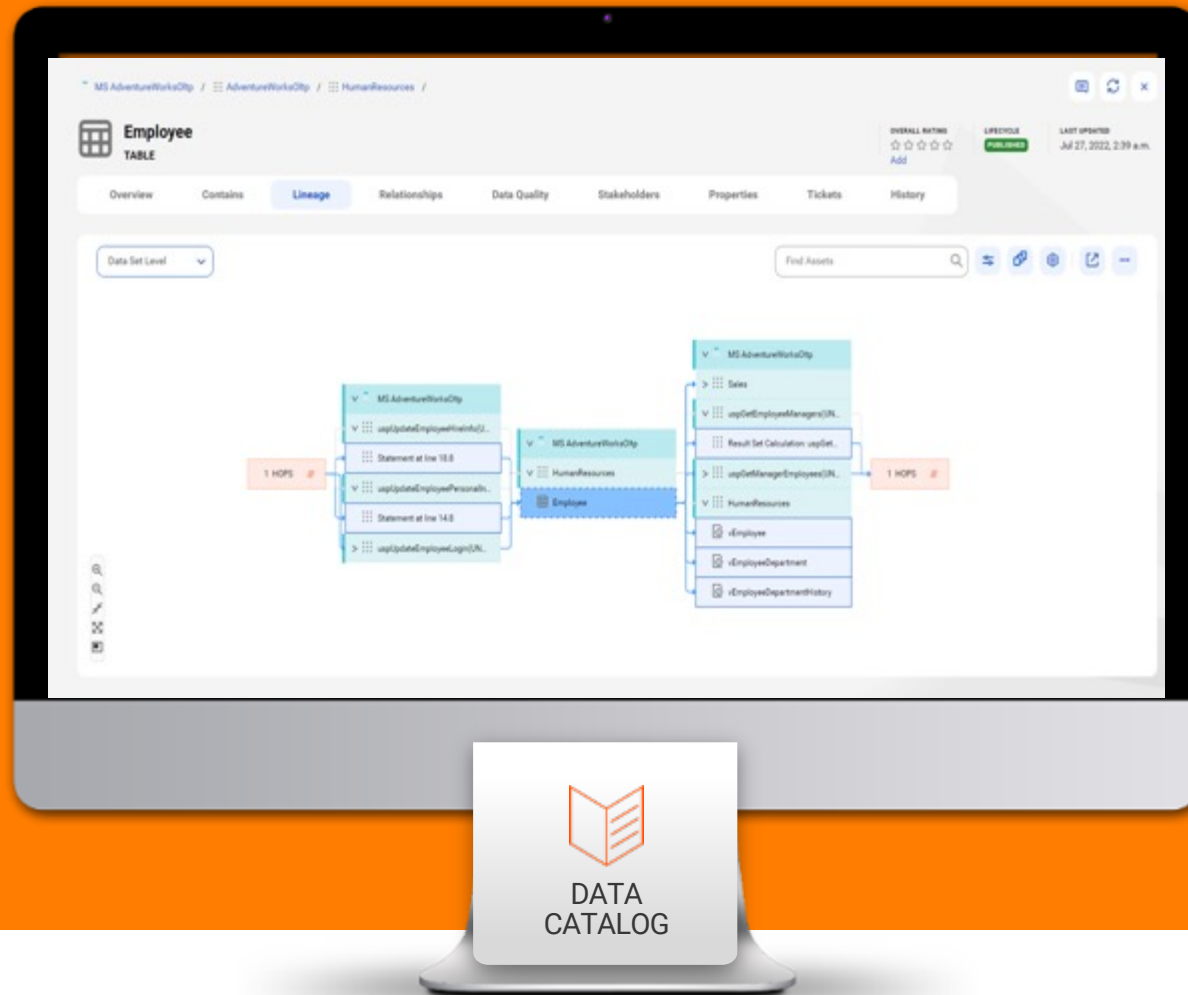 MS AdventureWorksOltp / AdventureWorksOltp / HumanResources /
Employee
TABLE
OVERALL RATING
Add
LIFECYCLE
PUBLISHED
LAST UPDATED
Jul 27, 2022, 2:39 a.m.
Overview Contains Lineage Relationships Data Quality Stakeholders Properties Tickets History
Data Set Level
Find Assets
1 HOPS
MS AdventureWorksOltp
uspUpdateEmployeeHireInfo(U...
Statement at line 18:8
uspUpdateEmployeePersonalIn...
Statement at line 14:8
uspUpdateEmployeeLogin(UN...
MS AdventureWorksOltp
HumanResources
Employee
MS AdventureWorksOltp
Sales
uspGetEmployeeManagers(UN...
Result Set Calculation: uspGet...
uspGetManagerEmployees(UN...
HumanResources
vEmployee
vEmployeeDepartment
vEmployeeDepartmentHistory
1 HOPS
DATA
CATALOG